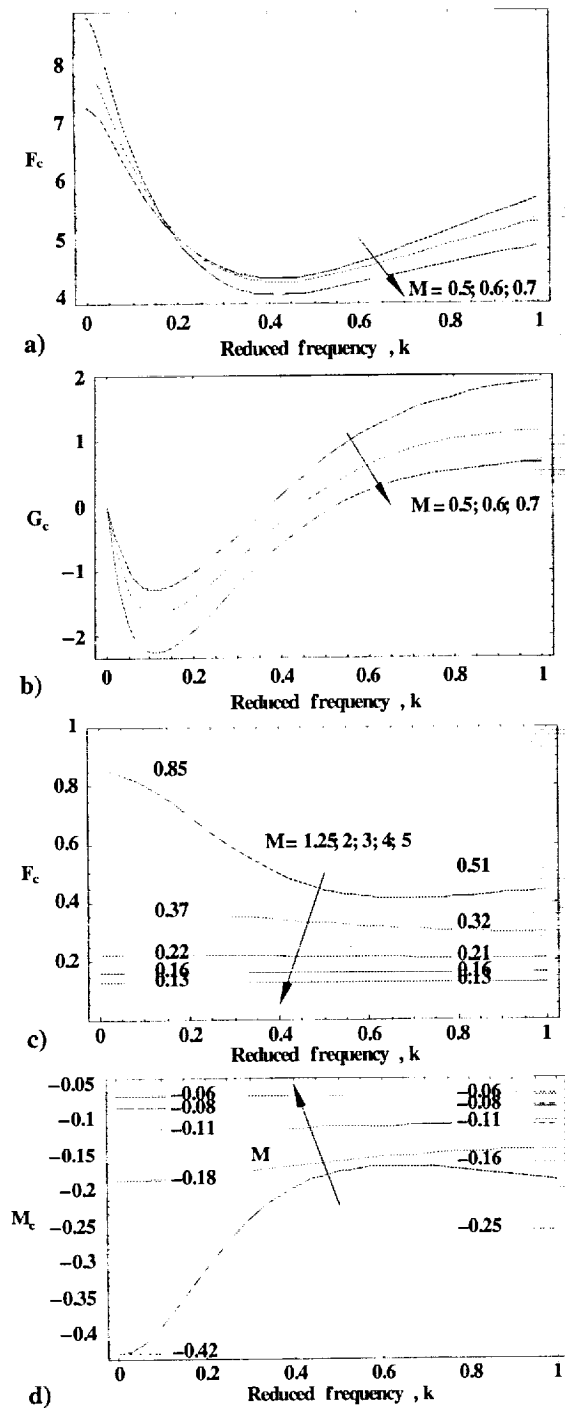 8
7
F_c
6
5
4
M = 0.5; 0.6; 0.7
0 0.2 0.4 0.6 0.8 1
a)
Reduced frequency , k
2
1
G_c 0
M = 0.5; 0.6; 0.7
−1
−2
0 0.2 0.4 0.6 0.8 1
b)
Reduced frequency , k
1
0.85
0.8
M = 1.25; 2; 3; 4; 5
0.6
F_c
0.51
0.4
0.37
0.32
0.22
0.21
0.2
0.16
0.16
0.13
0.13
0 0.2 0.4 0.6 0.8 1
c)
Reduced frequency , k
−0.05
−0.06
−0.06
−0.08
−0.08
−0.1
−0.11
−0.11
M
−0.15
−0.16
−0.18
−0.2
M_c
−0.25
−0.25
−0.3
−0.35
−0.4
−0.42
0 0.2 0.4 0.6 0.8 1
d)
Reduced frequency , k